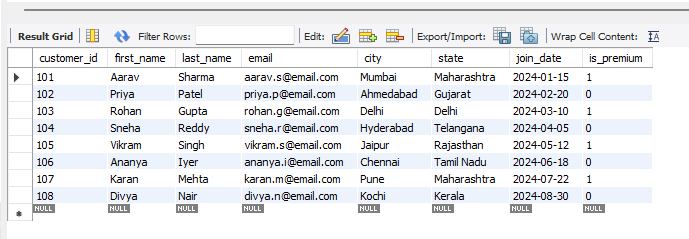 Result Grid Filter Rows: Edit: Export/Import: Wrap Cell Content: IA
customer_id first_name last_name email city state join_date is_premium
101 Aarav Sharma aarav.s@email.com Mumbai Maharashtra 2024-01-15 1
102 Priya Patel priya.p@email.com Ahmedabad Gujarat 2024-02-20 0
103 Rohan Gupta rohan.g@email.com Delhi Delhi 2024-03-10 1
104 Sneha Reddy sneha.r@email.com Hyderabad Telangana 2024-04-05 0
105 Vikram Singh vikram.s@email.com Jaipur Rajasthan 2024-05-12 1
106 Ananya Iyer ananya.i@email.com Chennai Tamil Nadu 2024-06-18 0
107 Karan Mehta karan.m@email.com Pune Maharashtra 2024-07-22 1
108 Divya Nair divya.n@email.com Kochi Kerala 2024-08-30 0
NULL NULL NULL NULL NULL NULL NULL NULL